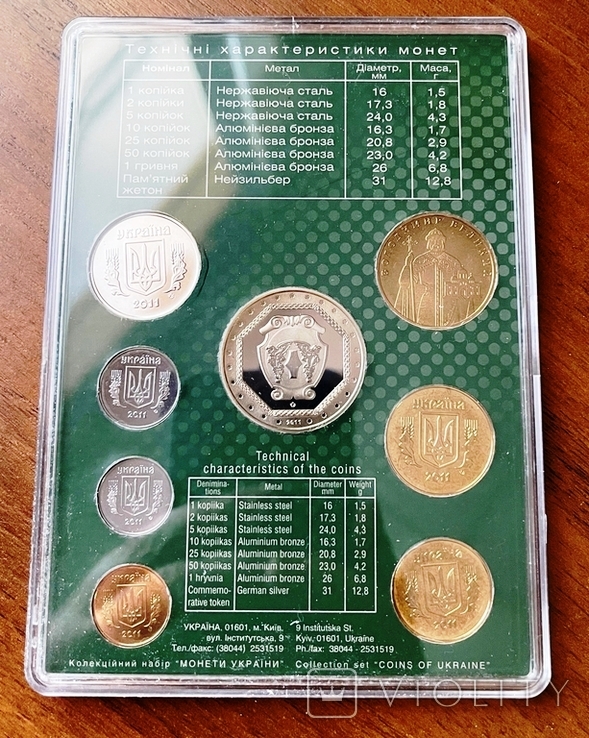 Технічні характеристики монет
Номінал Метал Діаметр, мм Маса, г
1 копійка Нержавіюча сталь 16 1,5
2 копійки Нержавіюча сталь 17,3 1,8
5 копійок Нержавіюча сталь 24,0 4,3
10 копійок Алюмінієва бронза 16,3 1,7
25 копійок Алюмінієва бронза 20,8 2,9
50 копійок Алюмінієва бронза 23,0 4,2
1 гривня Алюмінієва бронза 26 6,8
Пам'ятний жетон Нейзильбер 31 12,8
УКРАЇНА
2011
УКРАЇНА
2011
УКРАЇНА
2011
УКРАЇНА
2011
2011
ВОЛОДИМИР ВЕЛИКИЙ
УКРАЇНА
2011
УКРАЇНА
2011
Technical
characteristics of the coins
Denominations Metal Diameter mm Weight g
1 kopiika Stainless steel 16 1,5
2 kopiikas Stainless steel 17,3 1,8
5 kopiikas Stainless steel 24,0 4,3
10 kopiikas Aluminium bronze 16,3 1,7
25 kopiikas Aluminium bronze 20,8 2,9
50 kopiikas Aluminium bronze 23,0 4,2
1 hryvnia Aluminium bronze 26 6,8
Commemorative token German silver 31 12,8
УКРАЇНА, 01601, м. Київ, 9 Institutska St.
вул. Інститутська, 9 Kyiv, 01601, Ukraine
Тел./факс: (38044) 2531519 Ph./fax: 38044 - 2531519
Колекційний набір "МОНЕТИ УКРАЇНИ" Collection set "COINS OF UKRAINE"
VIOLITY